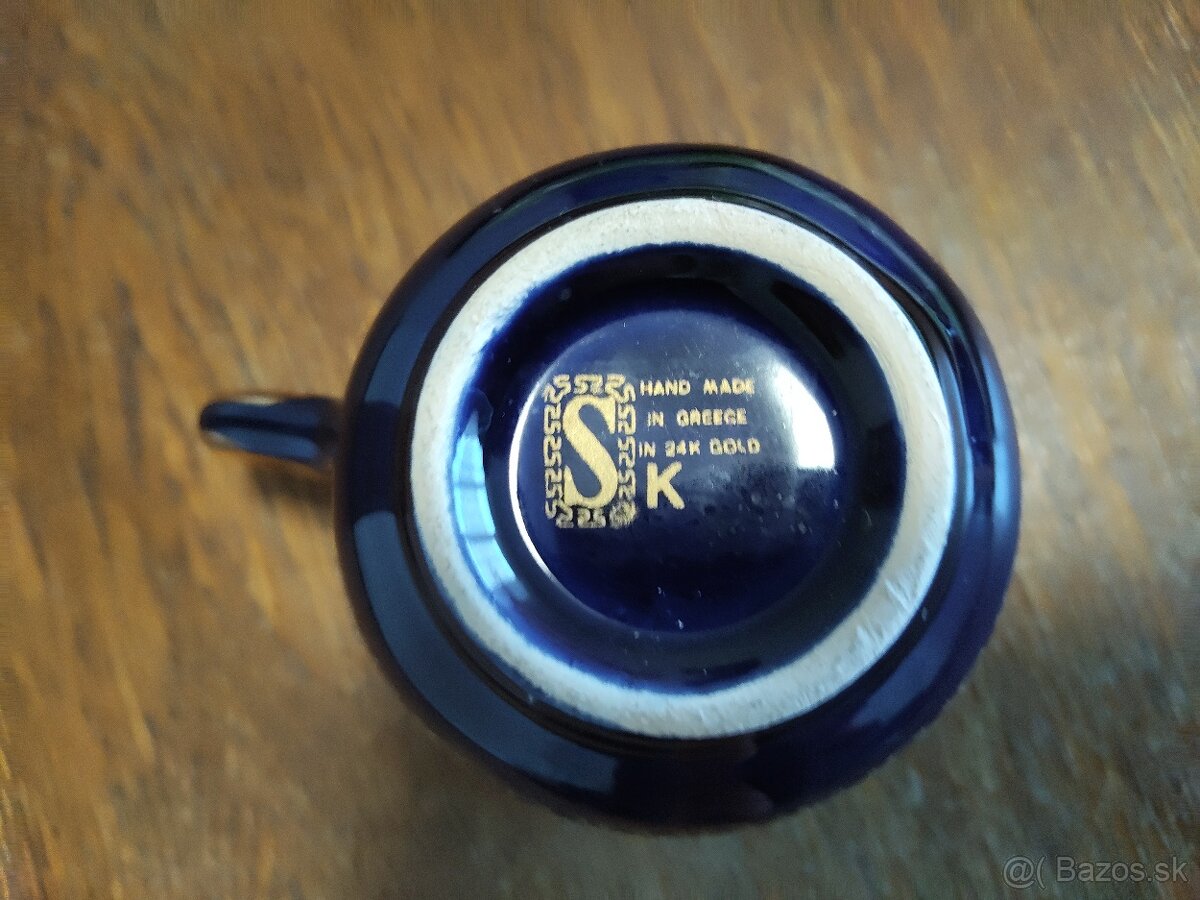 S
HAND MADE
IN GREECE
IN 24K GOLD
K
@( Bazos.sk